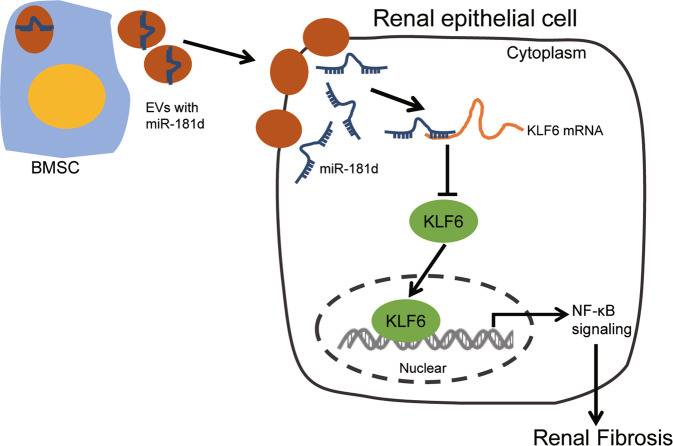 Renal epithelial cell
Cytoplasm
EVs with
miR-181d
BMSC
KLF6 mRNA
miR-181d
KLF6
KLF6
NF-κB
signaling
Nuclear
Renal Fibrosis